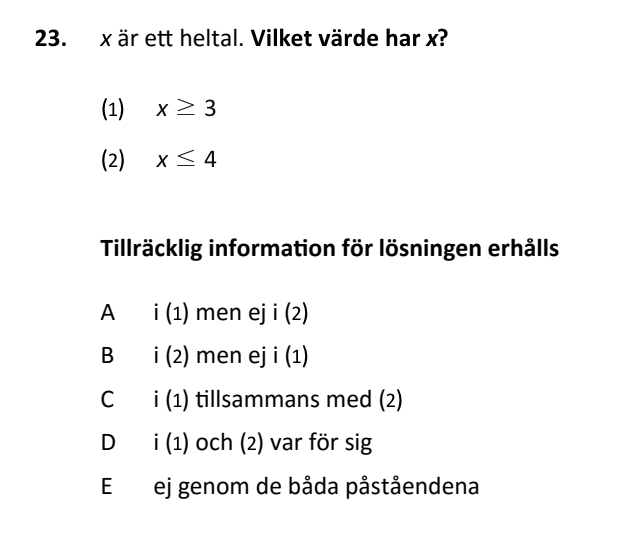 23. x är ett heltal. Vilket värde har x?
(1) x ≥ 3
(2) x ≤ 4
Tillräcklig information för lösningen erhålls
A i (1) men ej i (2)
B i (2) men ej i (1)
C i (1) tillsammans med (2)
D i (1) och (2) var för sig
E ej genom de båda påståendena